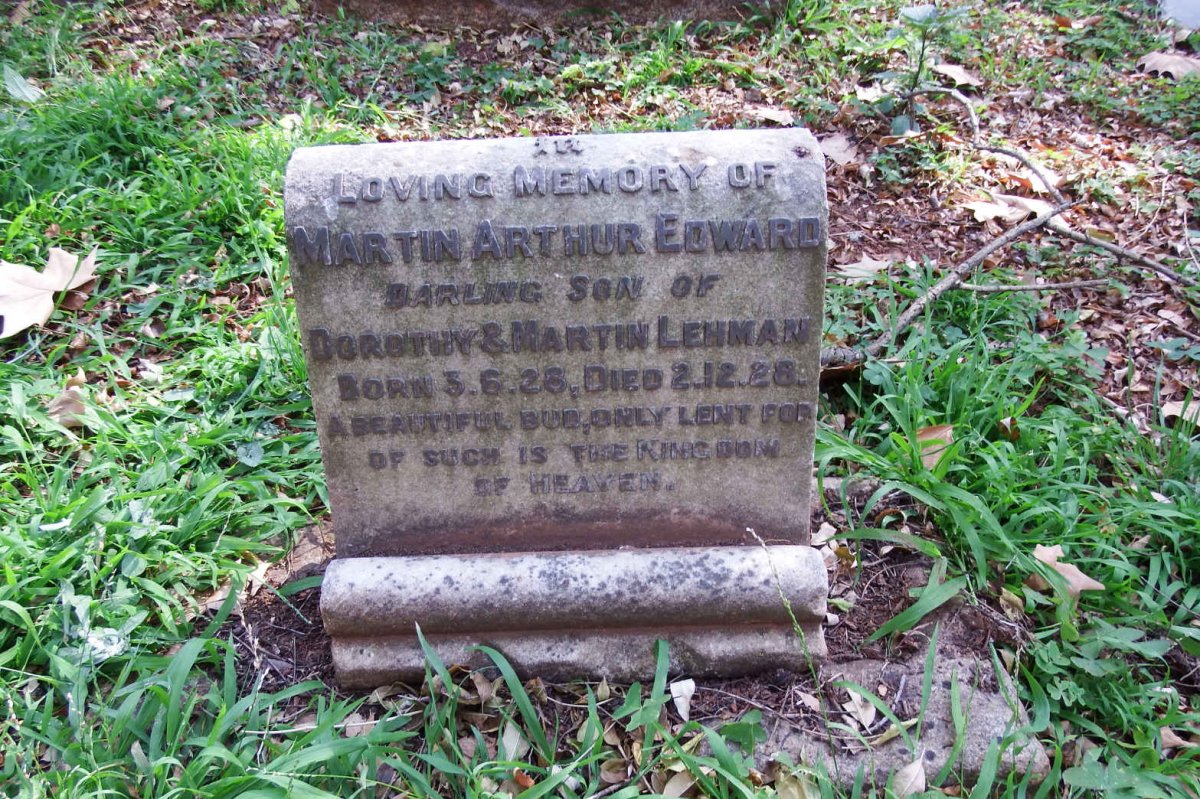 IN
LOVING MEMORY OF
MARTIN ARTHUR EDWARD
DARLING SON OF
DOROTHY & MARTIN LEHMAN
BORN 3.6.28, DIED 2.12.28.
A BEAUTIFUL BUD, ONLY LENT FOR
OF SUCH IS THE KINGDOM
OF HEAVEN.